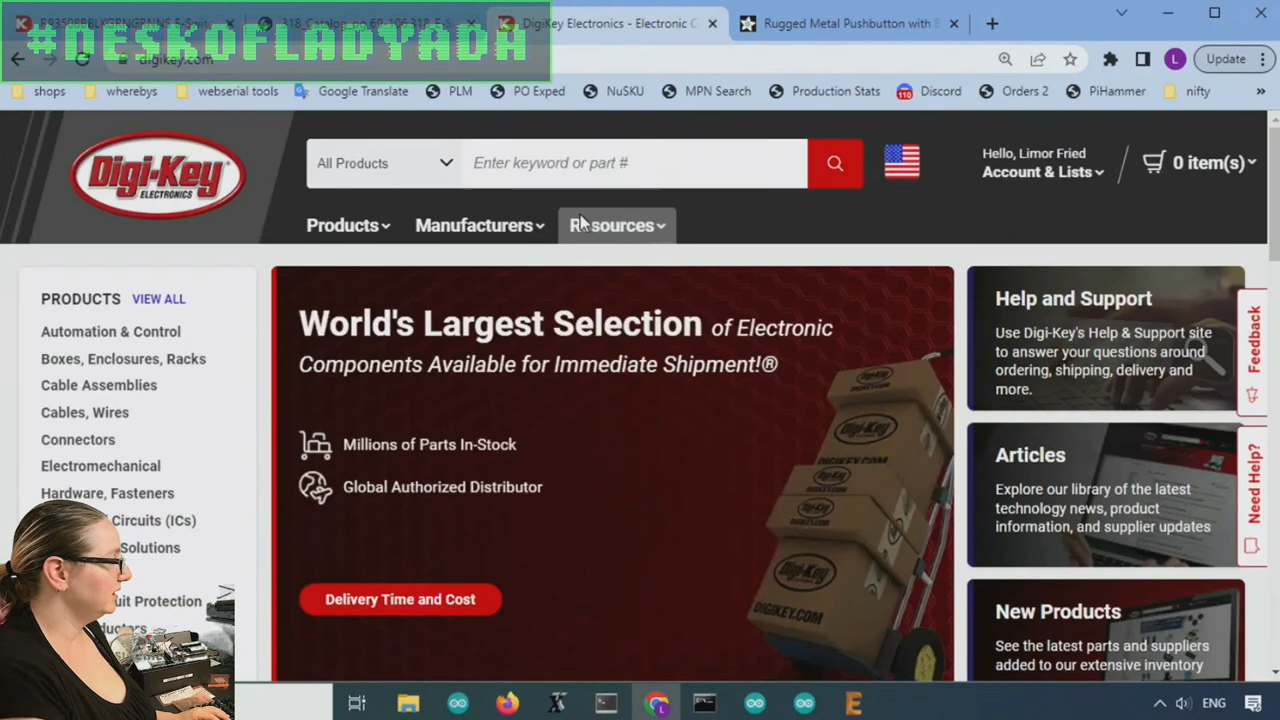 #DESKOFLADYADA
DigiKey Electronics - Electronic C
Rugged Metal Pushbutton with
digikey.com
Update
shops
whereby
webserial tools
Google Translate
PLM
PO Exped
NuSKU
MPN Search
Production Stats
110
Discord
Orders 2
PiHammer
nifty
»
Digi-Key
ELECTRONICS
All Products
Enter keyword or part #
Hello, Limor Fried
Account & Lists
0 item(s)
Products
Manufacturers
Resources
PRODUCTS VIEW ALL
Automation & Control
Boxes, Enclosures, Racks
Cable Assemblies
Cables, Wires
Connectors
Electromechanical
Hardware, Fasteners
Circuits (ICs)
Solutions
uit Protection
World's Largest Selection of Electronic
Components Available for Immediate Shipment!®
Millions of Parts In-Stock
Global Authorized Distributor
Delivery Time and Cost
Digi-Key
DIGIKEY.COM
Help and Support
Use Digi-Key's Help & Support site
to answer your questions around
ordering, shipping, delivery and
more.
Articles
Explore our library of the latest
technology news, product
information, and supplier updates
New Products
See the latest parts and suppliers
added to our extensive inventory
Feedback
Need Help?
L
ENG